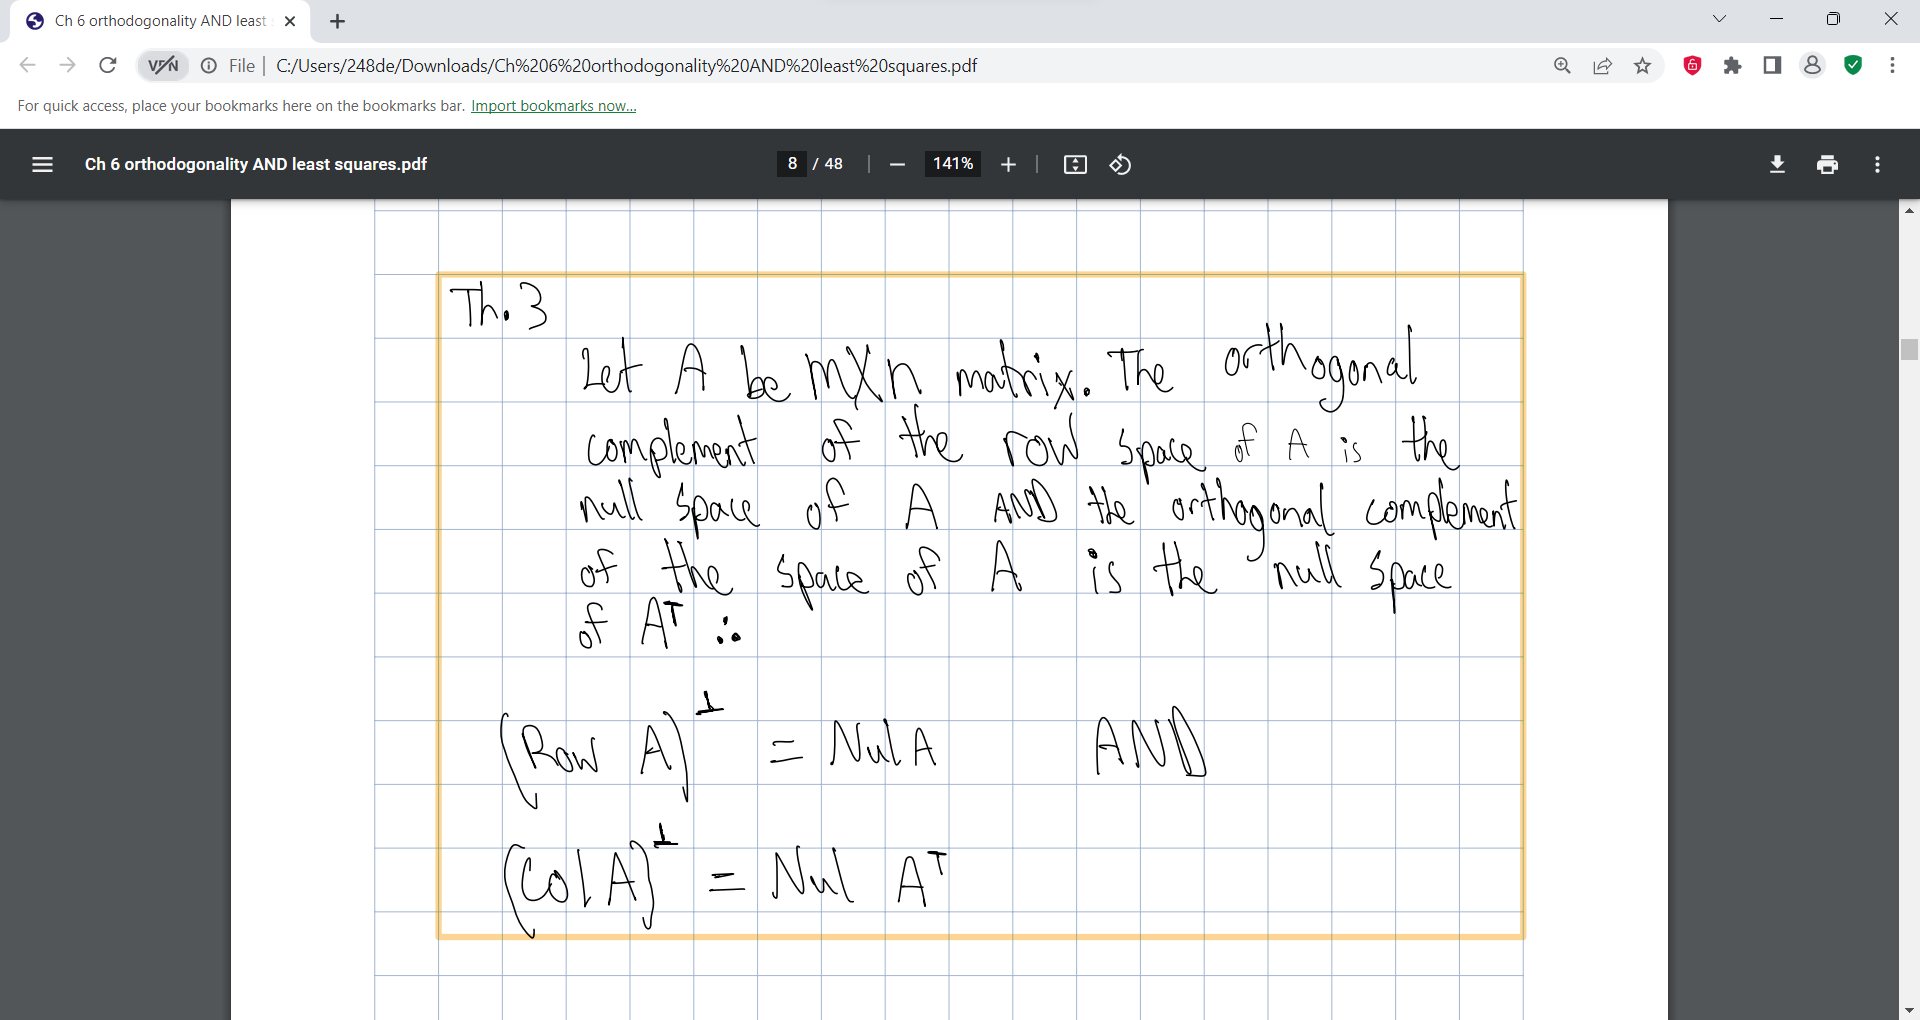 Ch 6 orthodogonality AND least
VPN File C:/Users/248de/Downloads/Ch%206%20orthodogonality%20AND%20least%20squares.pdf
For quick access, place your bookmarks here on the bookmarks bar. Import bookmarks now...
Ch 6 orthodogonality AND least squares.pdf 8 / 48 141%
Th. 3
Let A be mXn matrix. The orthogonal
complement of the row space of A is the
null space of A AND the orthogonal complement
of the space of A is the null space
of Aᵀ ∴
(Row A)⊥ = Nul A AND
(Col A)⊥ = Nul Aᵀ